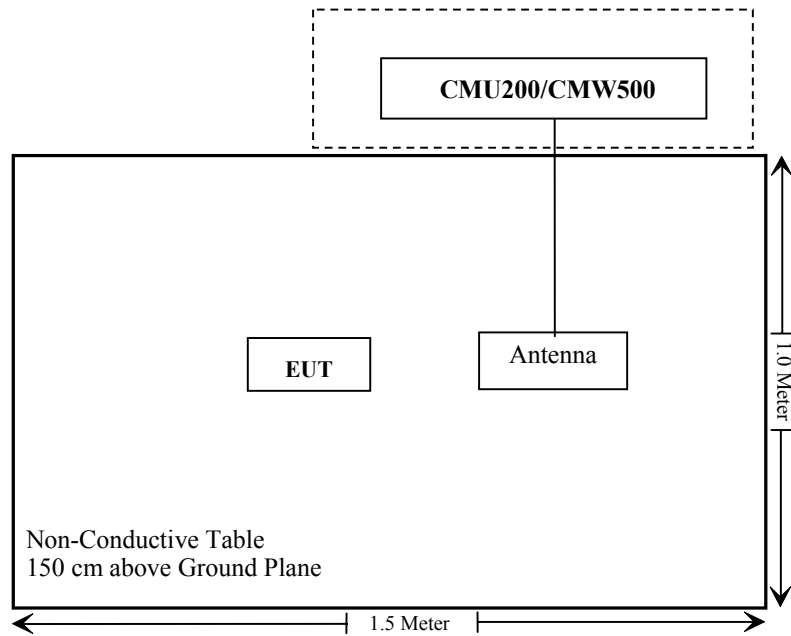 CMU200/CMW500
EUT
Antenna
1.0 Meter
Non-Conductive Table
150 cm above Ground Plane
1.5 Meter